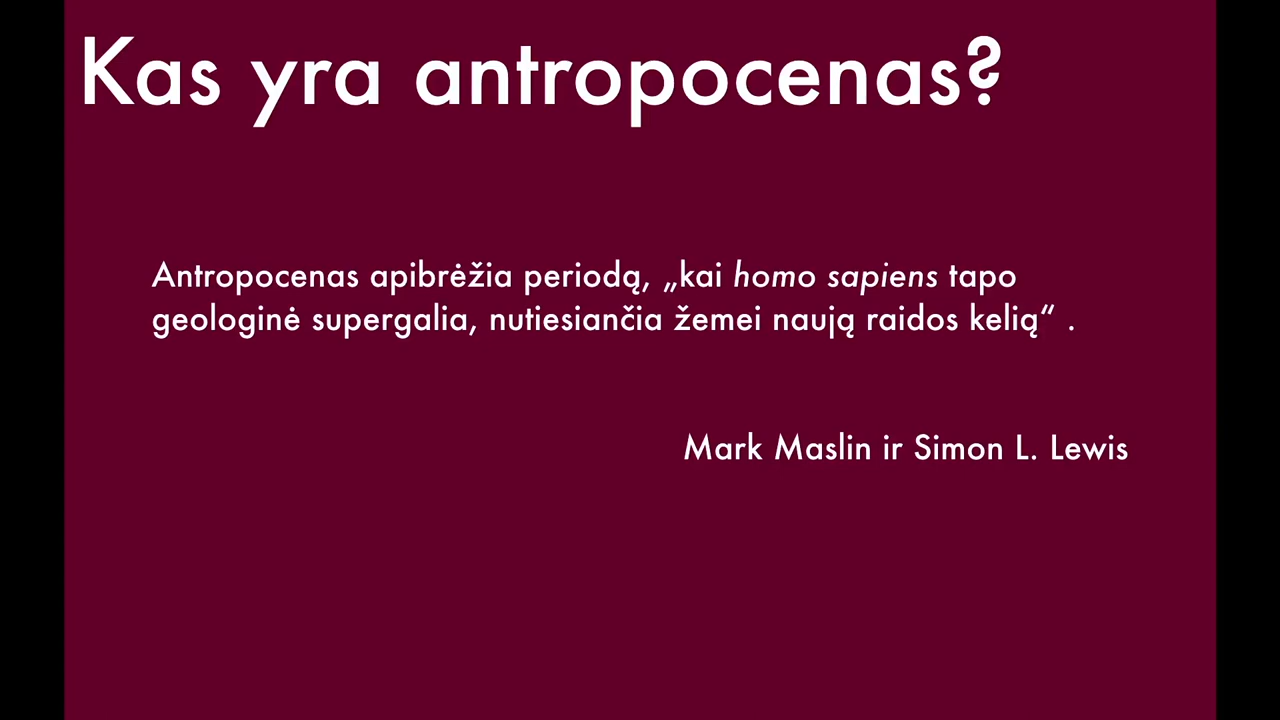 Kas yra antropocenas?
Antropocenas apibrėžia periodą, „kai homo sapiens tapo
geologinė supergalia, nutiesiančia žemei naują raidos kelią“ .
Mark Maslin ir Simon L. Lewis